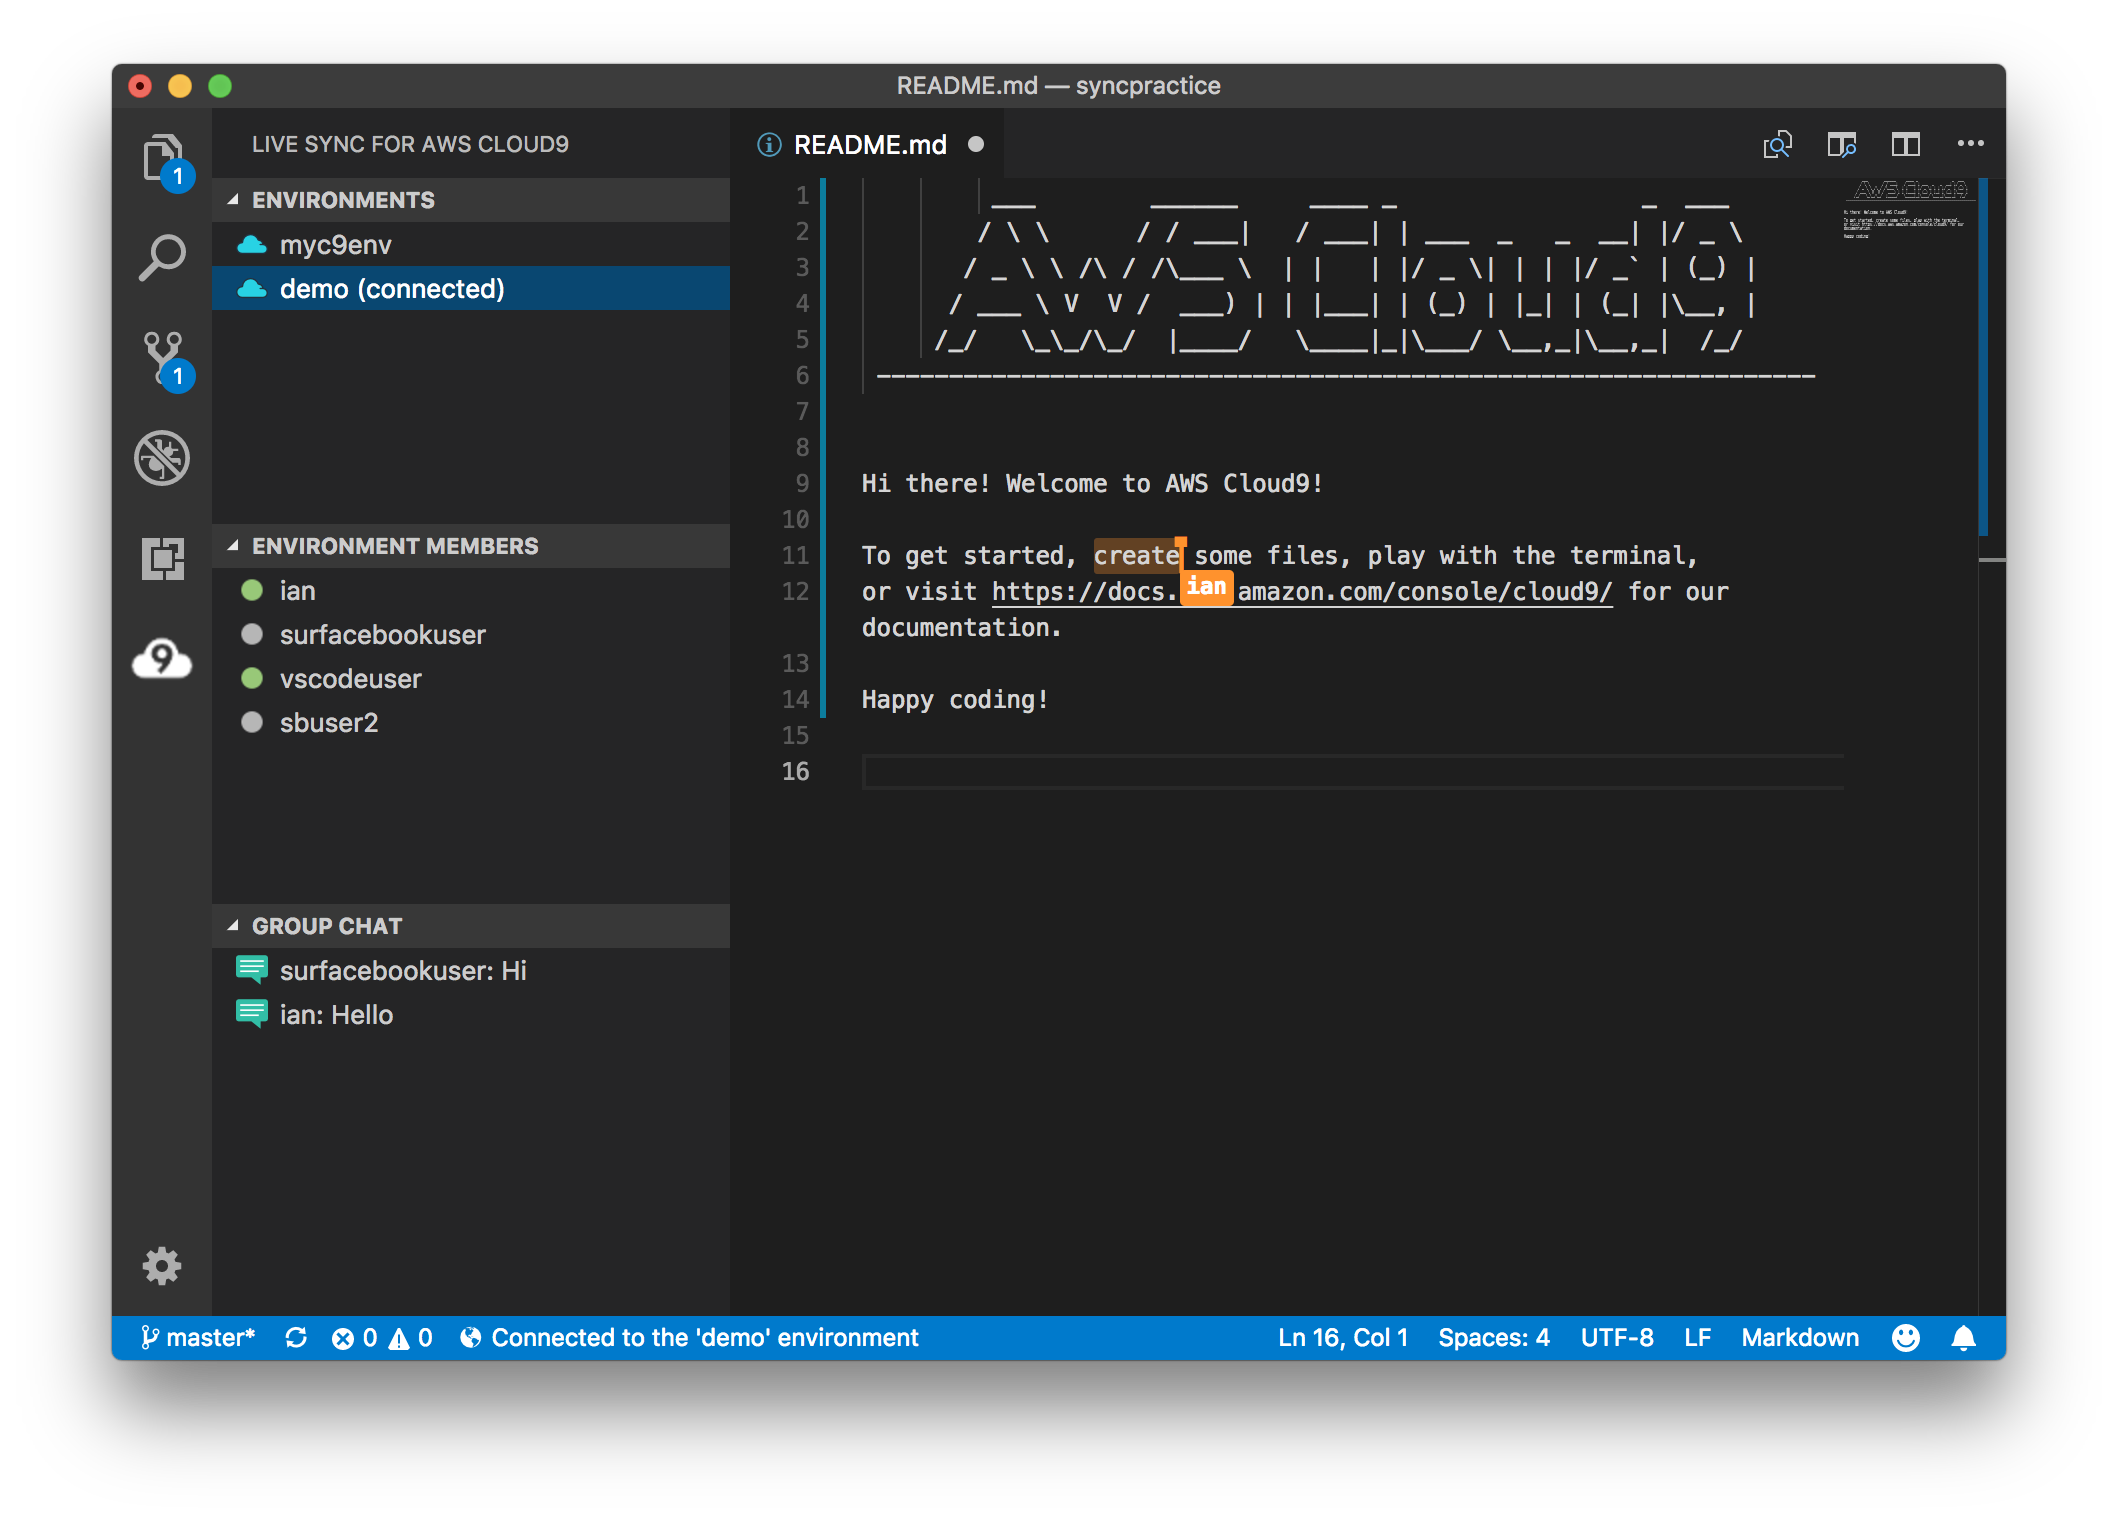 README.md — syncpractice
LIVE SYNC FOR AWS CLOUD9
ENVIRONMENTS
myc9env
demo (connected)
ENVIRONMENT MEMBERS
ian
surfacebookuser
vscodeuser
sbuser2
GROUP CHAT
surfacebookuser: Hi
ian: Hello
1
1
9
README.md
1
2
3
4
5
6
AWS Cloud9
7
8
9 Hi there! Welcome to AWS Cloud9!
10
11 To get started, create some files, play with the terminal,
12 or visit https://docs. ian amazon.com/console/cloud9/ for our
documentation.
13
14 Happy coding!
15
16
master* 0 0 Connected to the 'demo' environment Ln 16, Col 1 Spaces: 4 UTF-8 LF Markdown